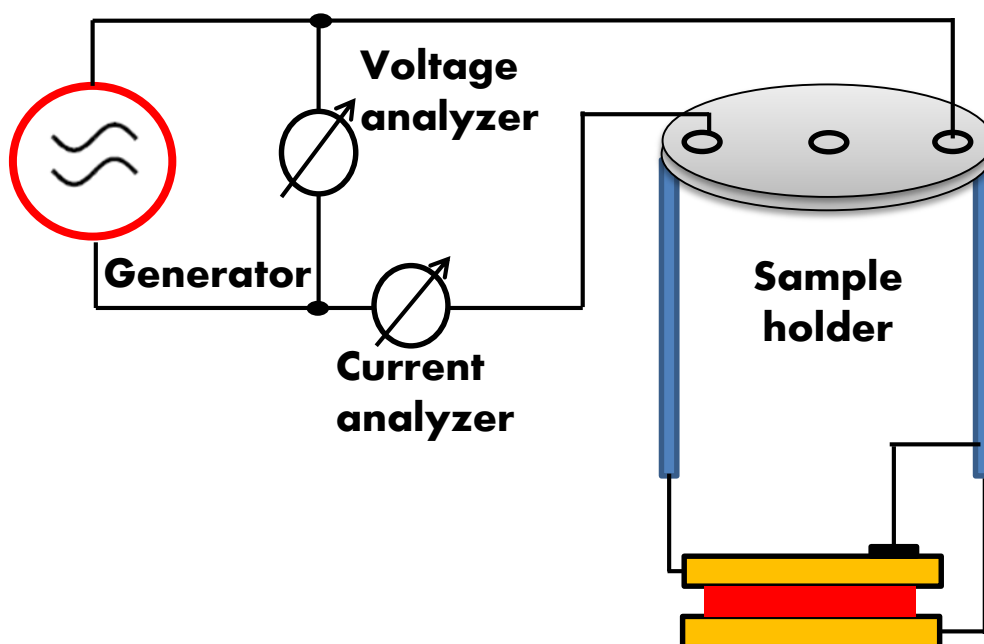 Voltage
analyzer
Generator
Sample
holder
Current
analyzer